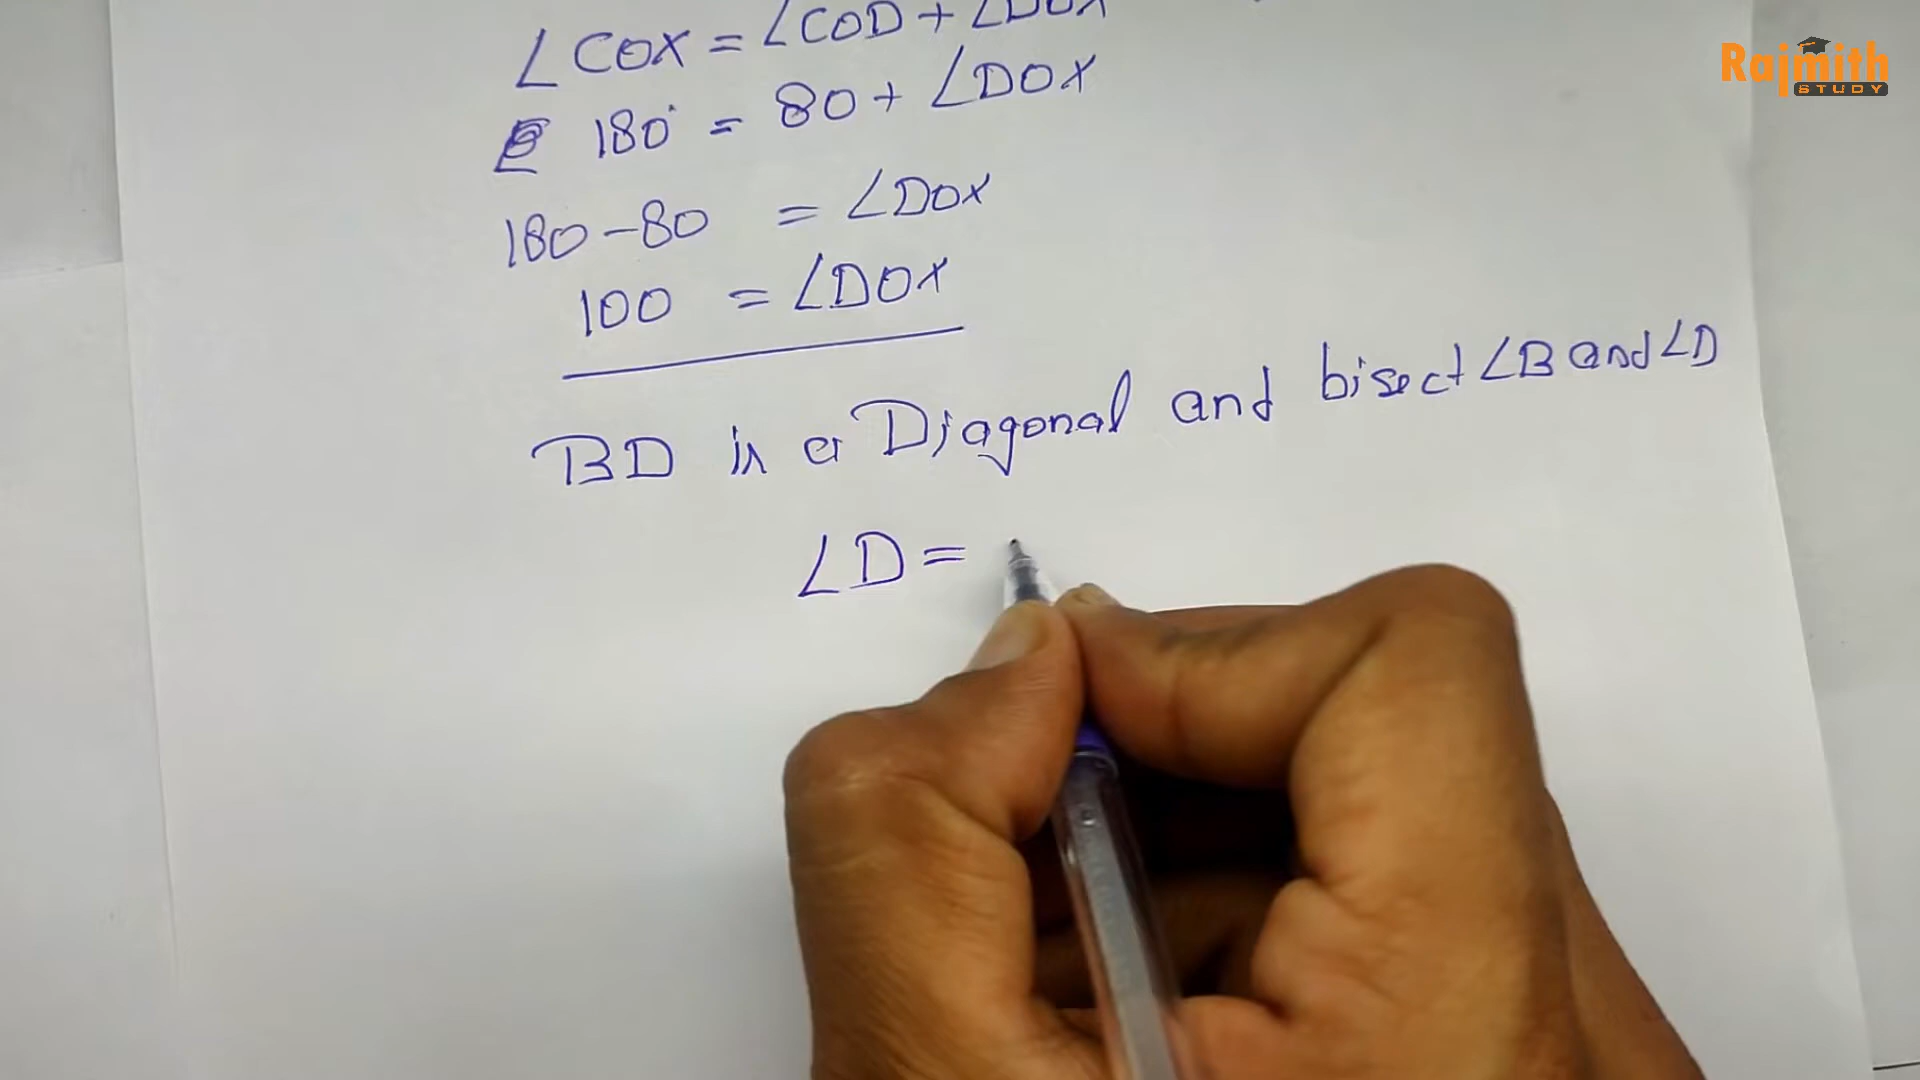 ∠COX = ∠COD + ∠DOX
180° = 80 + ∠DOX
180 - 80 = ∠DOX
100 = ∠DOX
BD is a Diagonal and bisect ∠B and ∠D
∠D =
Rajmith
STUDY